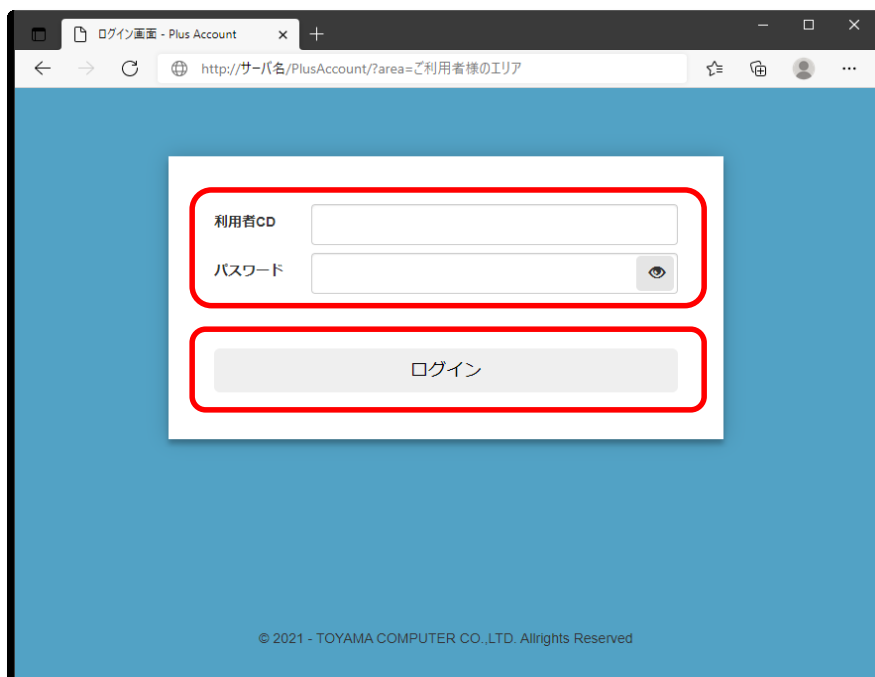 ログイン画面 - Plus Account
http://サーバ名/PlusAccount/?area=ご利用者様のエリア
利用者CD
パスワード
ログイン
© 2021 - TOYAMA COMPUTER CO.,LTD. Allrights Reserved